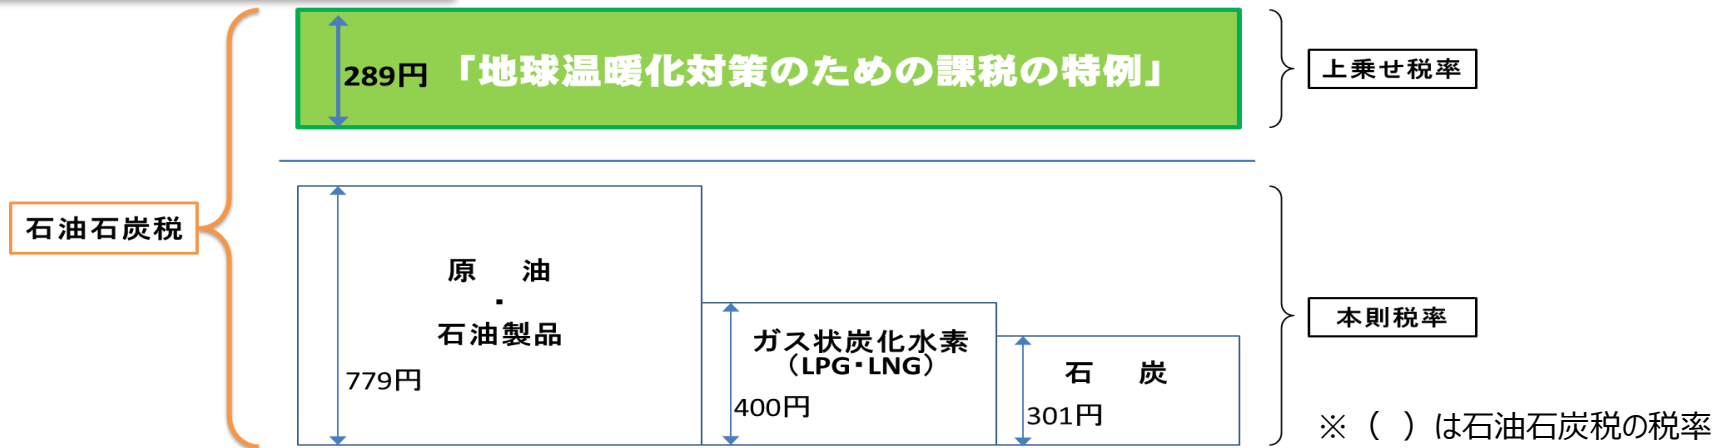 289円
「地球温暖化対策のための課税の特例」
上乗せ税率
石油石炭税
原 油
・
石油製品
779円
ガス状炭化水素
(LPG・LNG)
400円
石 炭
301円
本則税率
※ ( ) は石油石炭税の税率